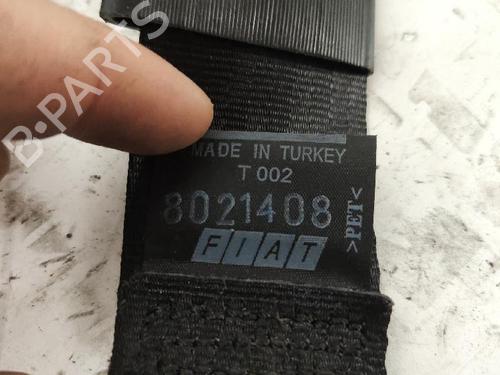 MADE IN TURKEY
T 002
8021408
FIAT
>PET<
B-PARTS